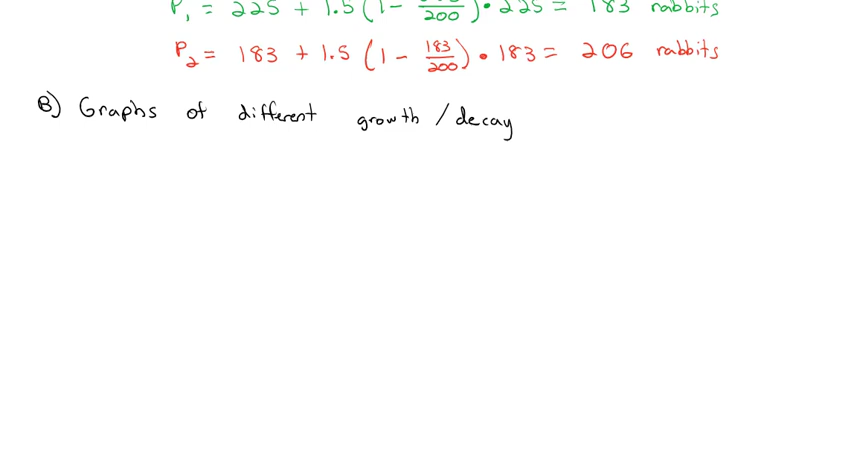 P₁ = 225 + 1.5 (1 - /200) • 225 = 183 rabbits
P₂ = 183 + 1.5 (1 - 183/200) • 183 = 206 rabbits
B) Graphs of different growth / decay